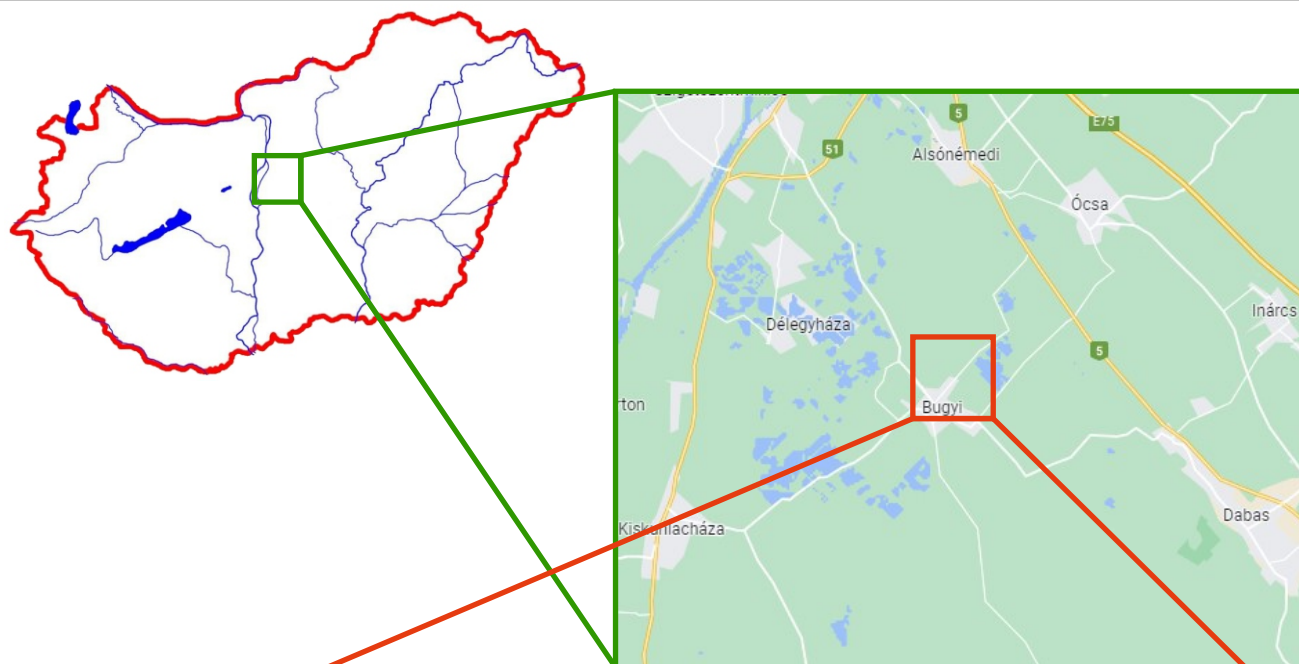 5
E75
51
Alsónémedi
Ócsa
Inárcs
Délegyháza
5
rton
Bugyi
Dabas
Kiskunlacháza